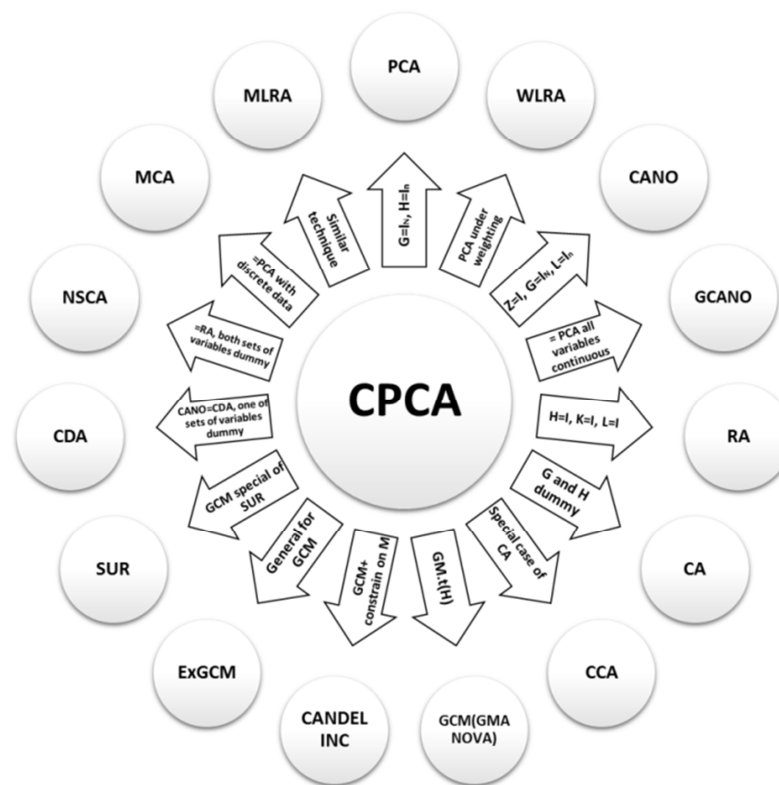 PCA
WLRA
CANO
GCANO
RA
CA
CCA
GCM(GMA
NOVA)
CANDEL
INC
ExGCM
SUR
CDA
NSCA
MCA
MLRA
G=Iₙ, H=Iₙ
PCA under
weighting
Z=I, G=Iₙ, L=Iₙ
= PCA all
variables
continuous
H=I, K=I, L=I
G and H
dummy
Special case of
CA
GM.t(H)
GCM+
constrain on M
General for
GCM
GCM special of
SUR
CANO=CDA, one of
sets of variables
dummy
=RA, both sets of
variables dummy
=PCA with
discrete data
Similar
technique
CPCA